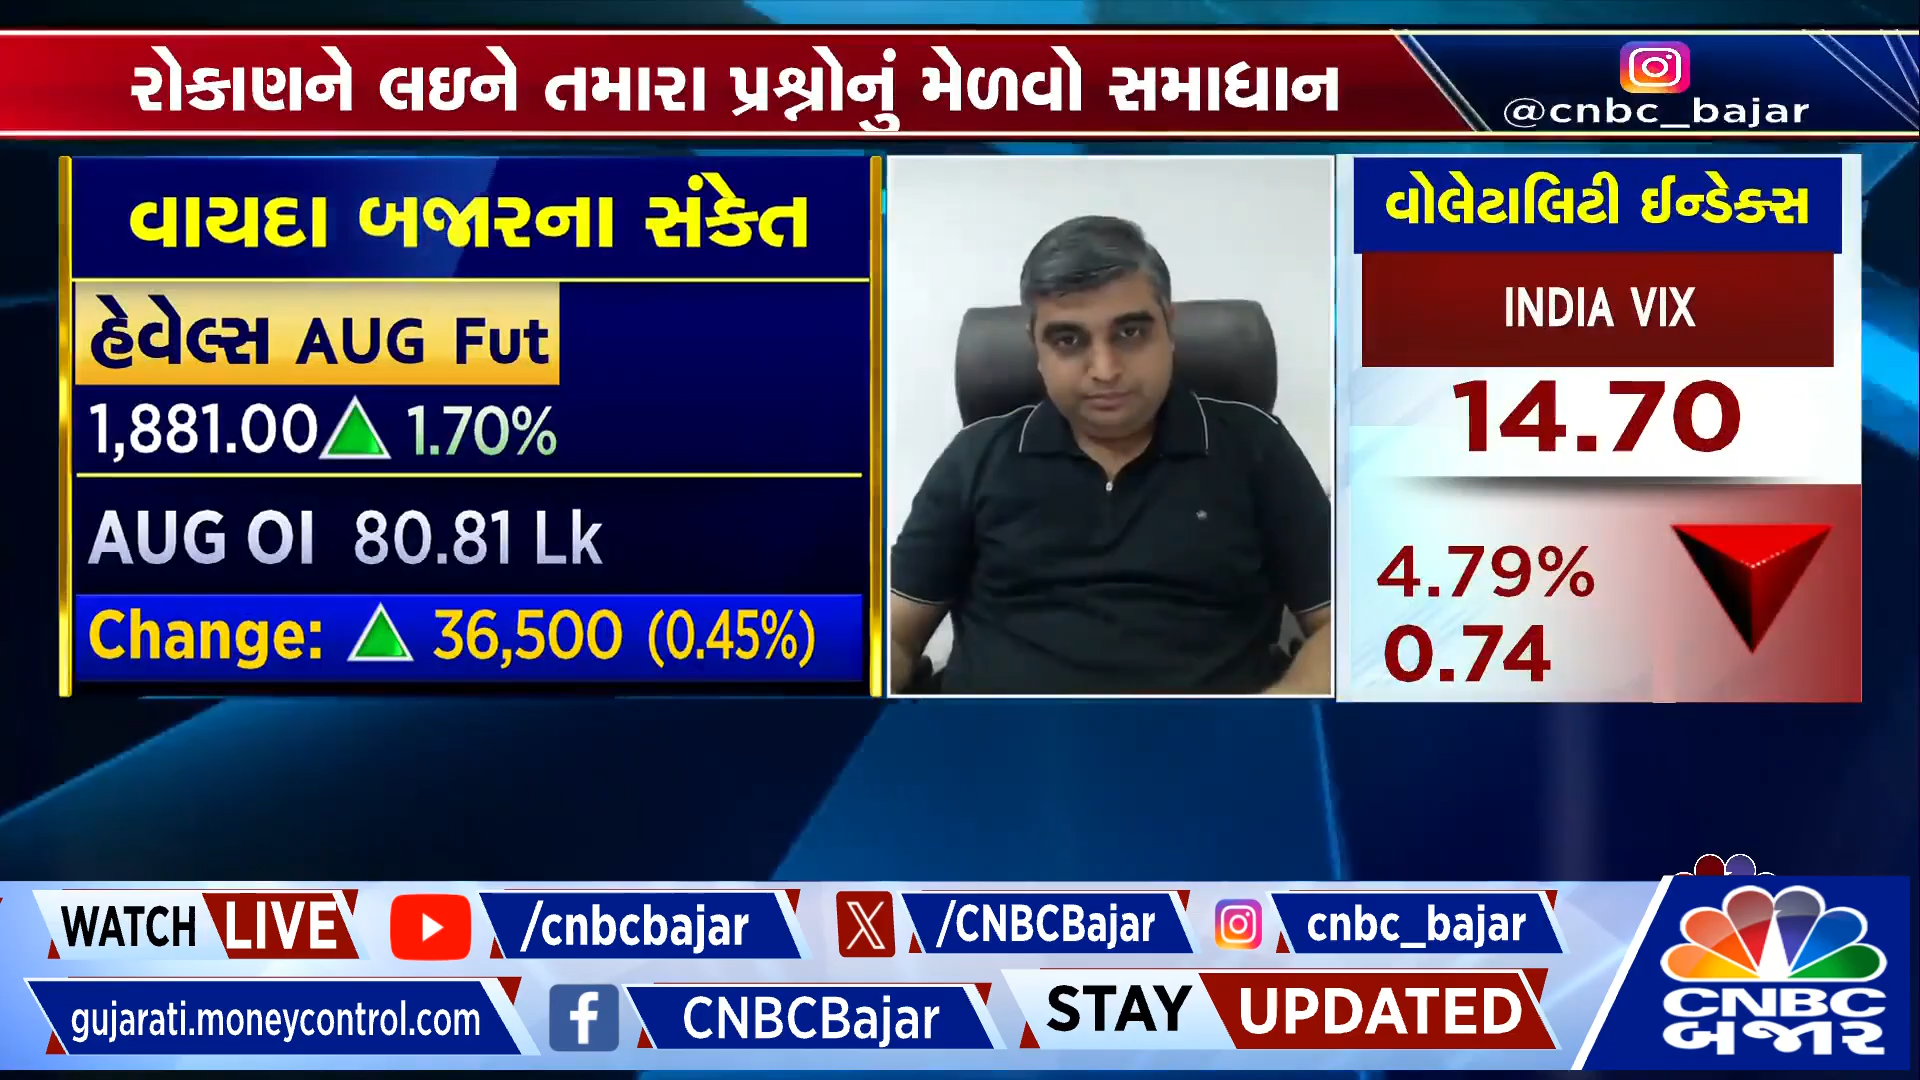 રોકાણને લઇને તમારા પ્રશ્નોનું મેળવો સમાધાન
@cnbc_bajar
વાયદા બજારના સંકેત
હેવેલ્સ AUG Fut
1,881.00 1.70%
AUG OI 80.81 Lk
Change: 36,500 (0.45%)
વોલેટાલિટી ઈન્ડેક્સ
INDIA VIX
14.70
4.79%
0.74
WATCH LIVE /cnbcbajar /CNBCBajar cnbc_bajar
gujarati.moneycontrol.com CNBCBajar STAY UPDATED
CNBC
બજાર